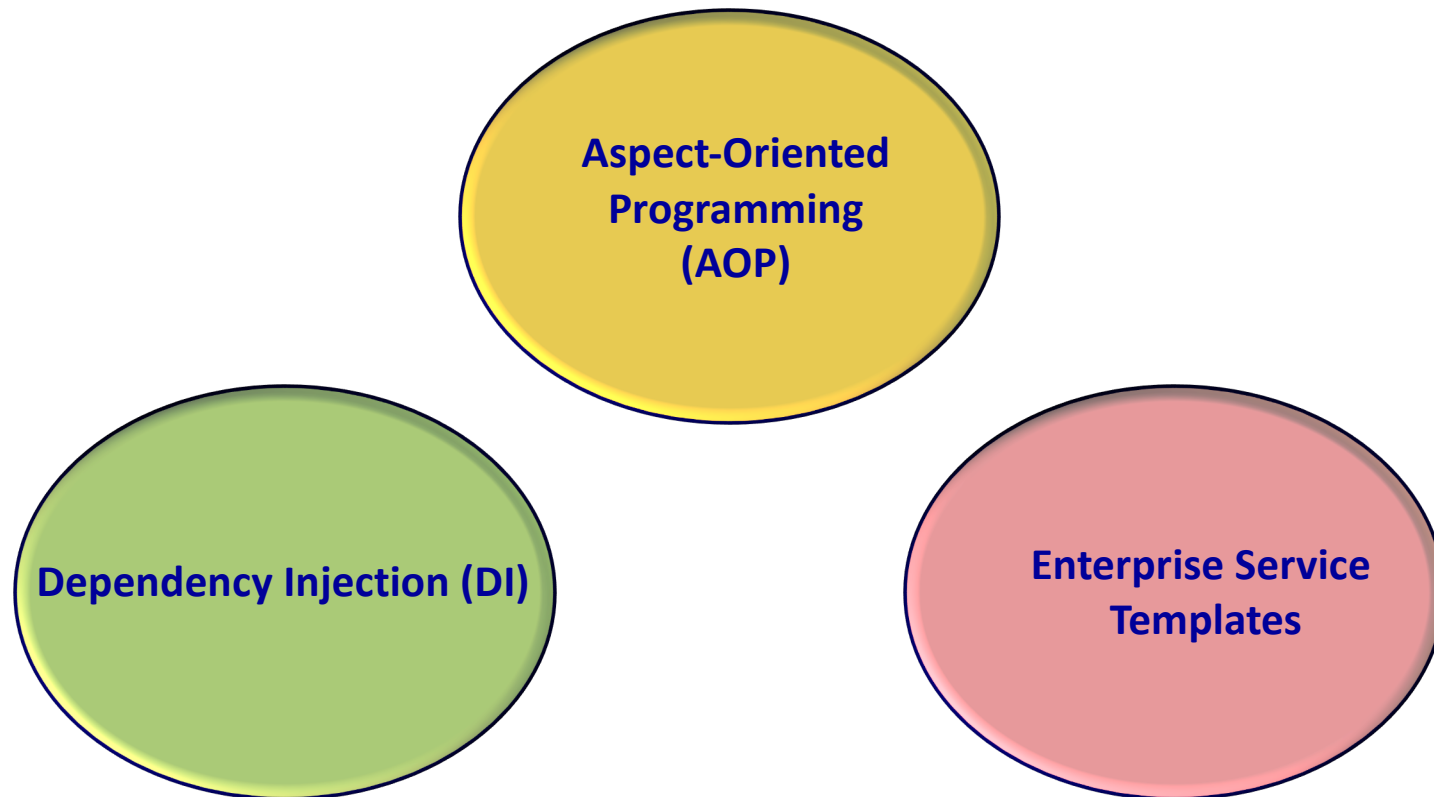 Aspect-Oriented
Programming
(AOP)
Dependency Injection (DI)
Enterprise Service
Templates